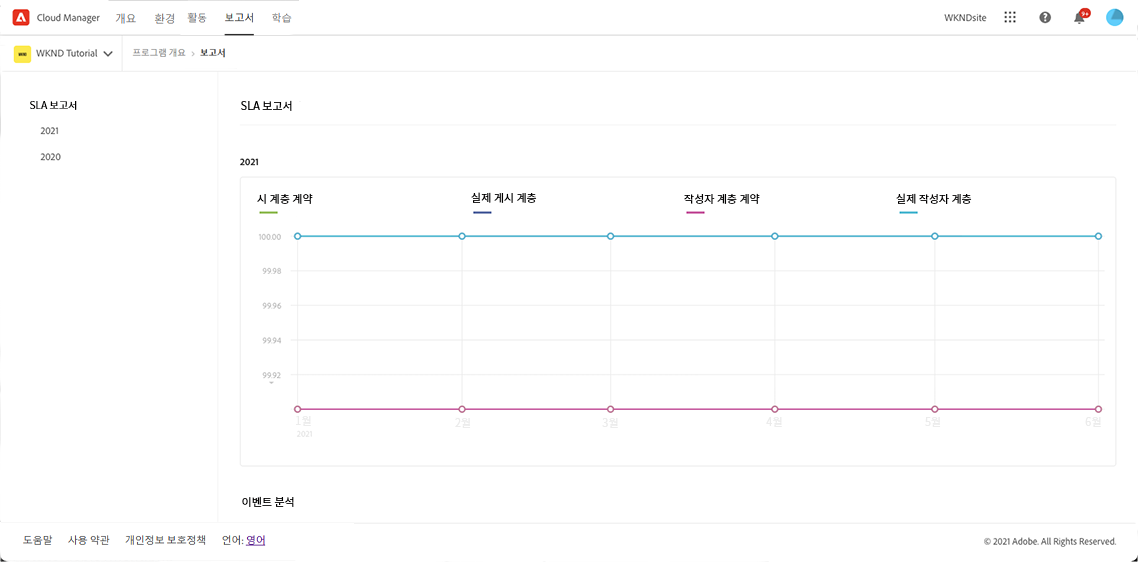 Cloud Manager 개요 환경 활동 보고서 학습 WKNDsite 9+
WKND Tutorial 프로그램 개요 › 보고서
SLA 보고서
2021
2020
SLA 보고서
2021
시 계층 계약 실제 게시 계층 작성자 계층 계약 실제 작성자 계층
100.00
99.98
99.96
99.94
99.92
1월 2월 3월 4월 5월 6월
2021
이벤트 분석
도움말 사용 약관 개인정보 보호정책 언어: 영어 © 2021 Adobe. All Rights Reserved.